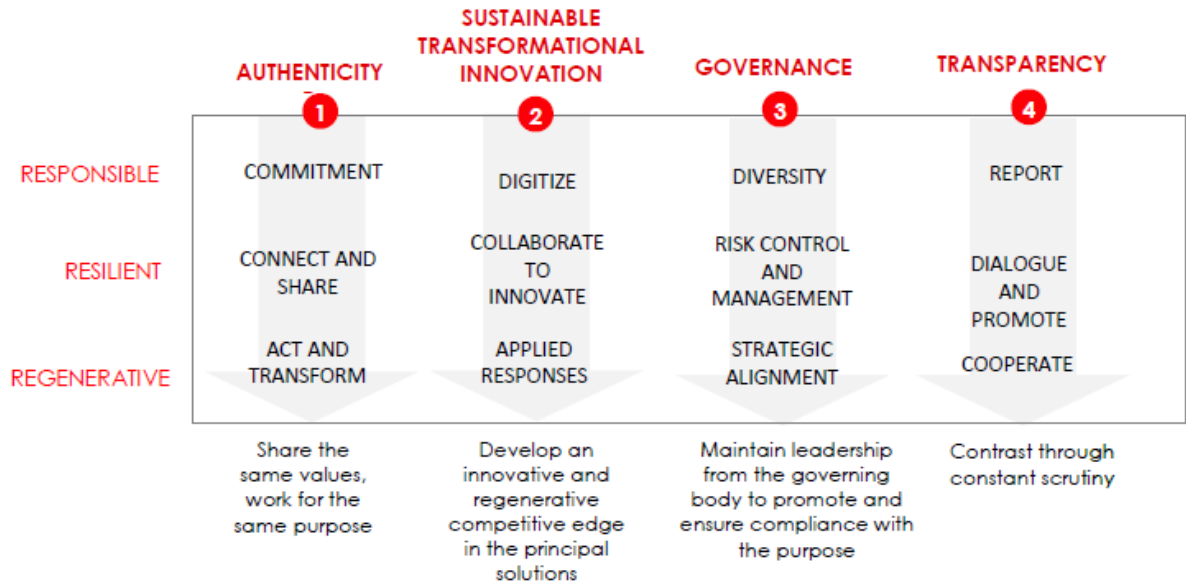 AUTHENTICITY
SUSTAINABLE
TRANSFORMATIONAL
INNOVATION
GOVERNANCE
TRANSPARENCY
1
2
3
4
RESPONSIBLE
COMMITMENT
DIGITIZE
DIVERSITY
REPORT
RESILIENT
CONNECT AND
SHARE
COLLABORATE
TO
INNOVATE
RISK CONTROL
AND
MANAGEMENT
DIALOGUE
AND
PROMOTE
REGENERATIVE
ACT AND
TRANSFORM
APPLIED
RESPONSES
STRATEGIC
ALIGNMENT
COOPERATE
Share the
same values,
work for the
same purpose
Develop an
innovative and
regenerative
competitive edge
in the principal
solutions
Maintain leadership
from the governing
body to promote and
ensure compliance with
the purpose
Contrast through
constant scrutiny